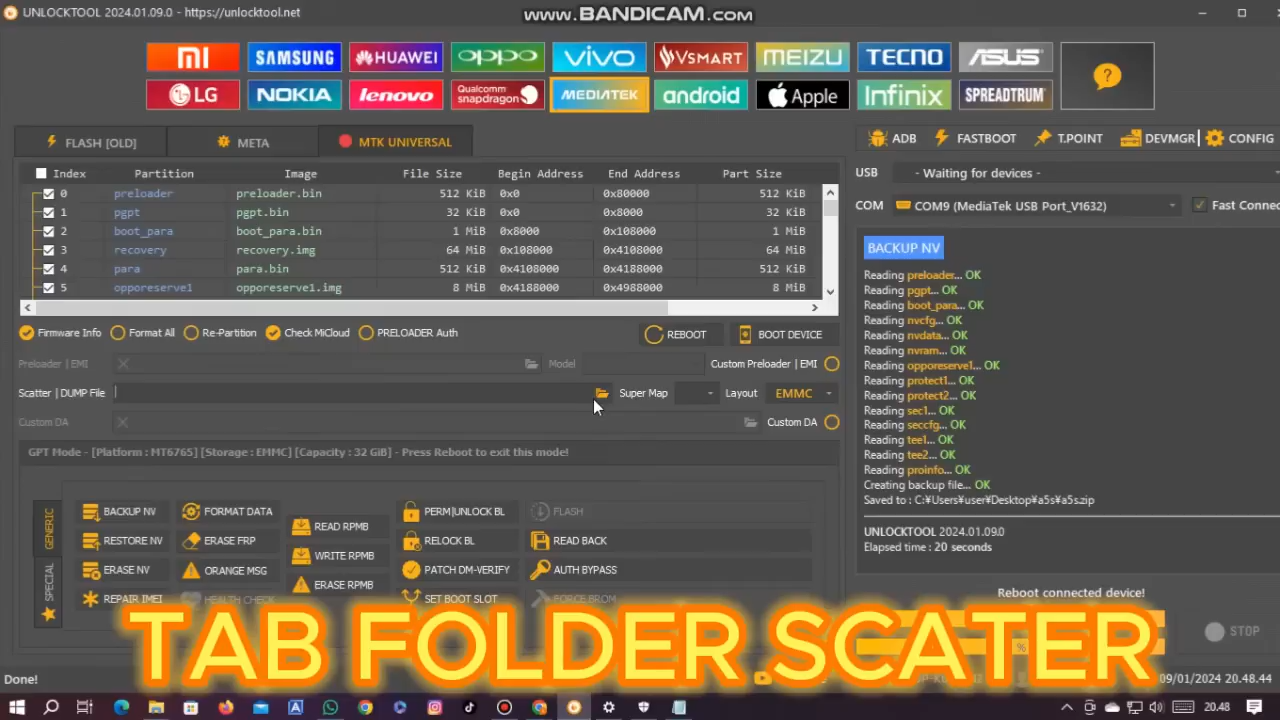 UNLOCKTOOL 2024.01.09.0 - https://unlocktool.net
www.BANDICAM.com
mi SAMSUNG HUAWEI oppo vivo VSMART MEIZU TECNO ASUS ?
LG NOKIA lenovo Qualcomm snapdragon MEDIATEK android Apple Infinix SPREADTRUM
FLASH [OLD] META MTK UNIVERSAL
ADB FASTBOOT T.POINT DEVMGR CONFIG
Index Partition Image File Size Begin Address End Address Part Size
0 preloader preloader.bin 512 KiB 0x0 0x80000 512 KiB
1 pgpt pgpt.bin 32 KiB 0x0 0x8000 32 KiB
2 boot_para boot_para.bin 1 MiB 0x8000 0x108000 1 MiB
3 recovery recovery.img 64 MiB 0x108000 0x4108000 64 MiB
4 para para.bin 512 KiB 0x4108000 0x4188000 512 KiB
5 opporeserve1 opporeserve1.img 8 MiB 0x4188000 0x4988000 8 MiB
Firmware Info Format All Re-Partition Check MiCloud PRELOADER Auth REBOOT BOOT DEVICE
Preloader | EMI Model Custom Preloader | EMI
Scatter | DUMP File Super Map Layout EMMC
Custom DA Custom DA
GPT Mode - [Platform : MT6765] [Storage : EMMC] [Capacity : 32 GiB] - Press Reboot to exit this mode!
GENERIC
SPECIAL
BACKUP NV FORMAT DATA READ RPMB PERM|UNLOCK BL FLASH
RESTORE NV ERASE FRP WRITE RPMB RELOCK BL READ BACK
ERASE NV ORANGE MSG ERASE RPMB PATCH DM-VERIFY AUTH BYPASS
REPAIR IMEI HEALTH CHECK SET BOOT SLOT FORCE BROM
USB - Waiting for devices -
COM COM9 (MediaTek USB Port_V1632) Fast Connec
BACKUP NV
Reading preloader... OK
Reading pgpt... OK
Reading boot_para... OK
Reading nvcfg... OK
Reading nvdata... OK
Reading nvram... OK
Reading opporeserve1... OK
Reading protect1... OK
Reading protect2... OK
Reading sec1... OK
Reading seccfg... OK
Reading tee1... OK
Reading tee2... OK
Reading proinfo... OK
Creating backup file... OK
Saved to : C:¥Users¥user¥Desktop¥a5s¥a5s.zip
UNLOCKTOOL 2024.01.09.0
Elapsed time : 20 seconds
Reboot connected device!
%
STOP
TAB FOLDER SCATER
Done!
09/01/2024 20.48.44
20.48